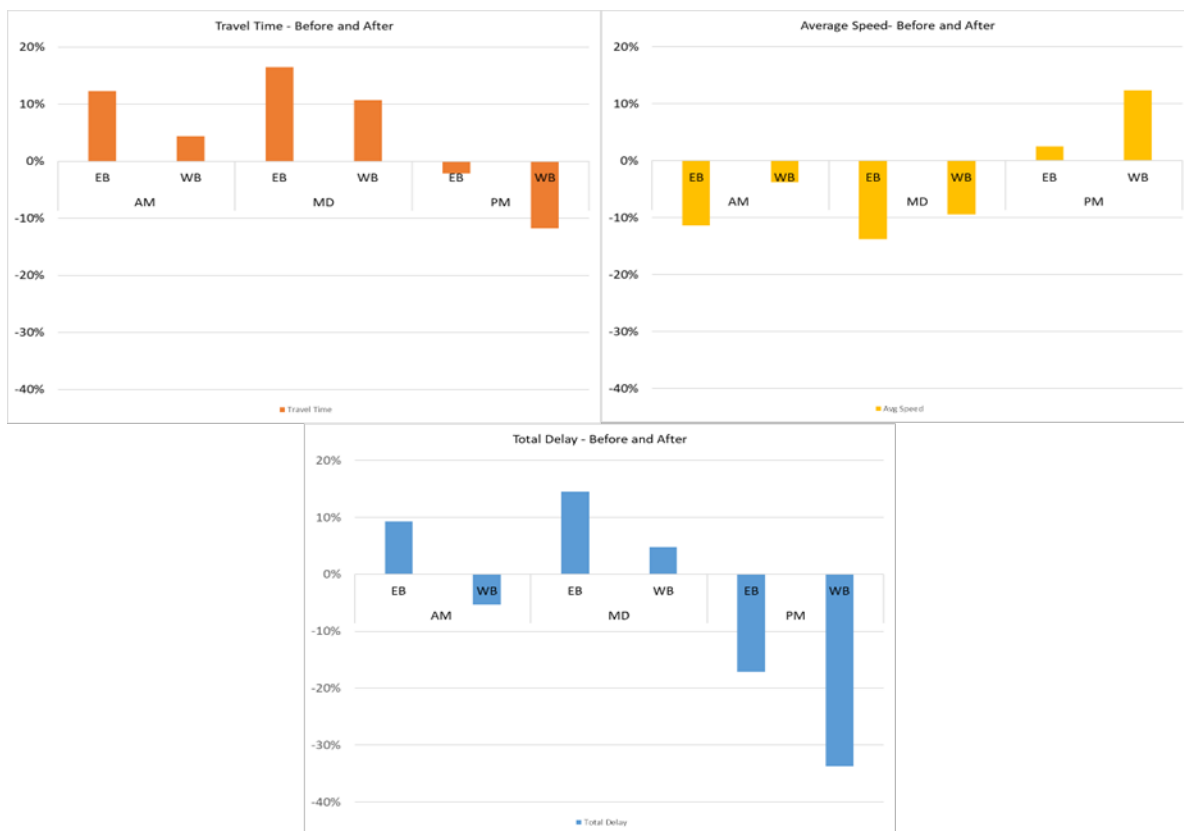 Travel Time - Before and After
20%
10%
0%
EB WB EB WB EB WB
AM MD PM
-10%
-20%
-30%
-40%
Travel Time
Average Speed- Before and After
20%
10%
0%
EB WB EB WB EB WB
AM MD PM
-10%
-20%
-30%
-40%
Avg Speed
Total Delay - Before and After
20%
10%
0%
EB WB EB WB EB WB
AM MD PM
-10%
-20%
-30%
-40%
Total Delay